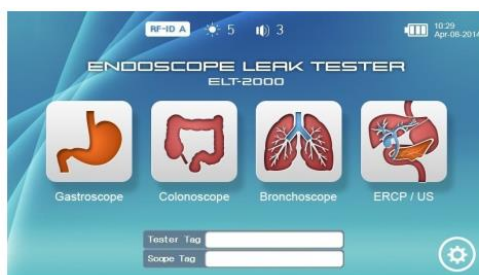 RF-ID A 5 3 10:29
Apr-08-2014
ENDOSCOPE LEAK TESTER
ELT-2000
Gastroscope Colonoscope Bronchoscope ERCP / US
Tester Tag
Scope Tag